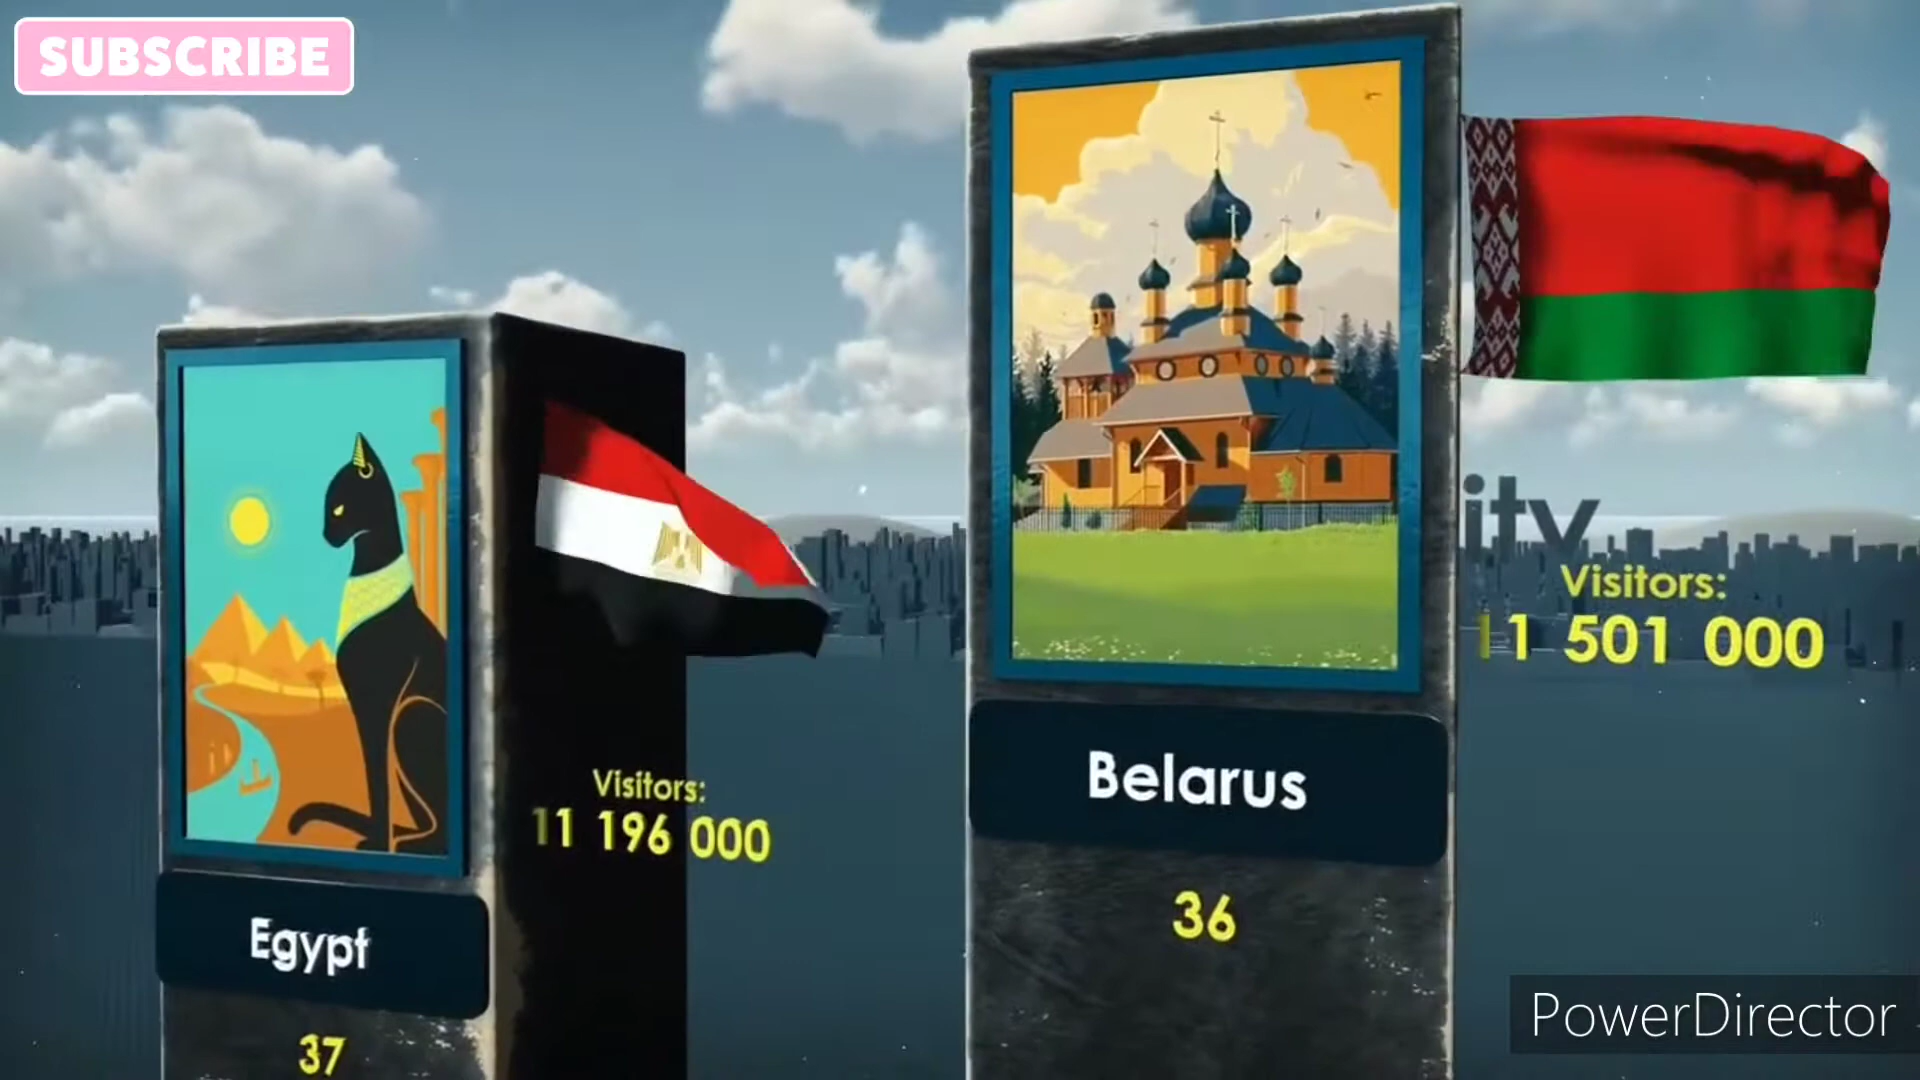 SUBSCRIBE
Visitors:
11 501 000
Belarus
36
Visitors:
11 196 000
Egypt
37
PowerDirector